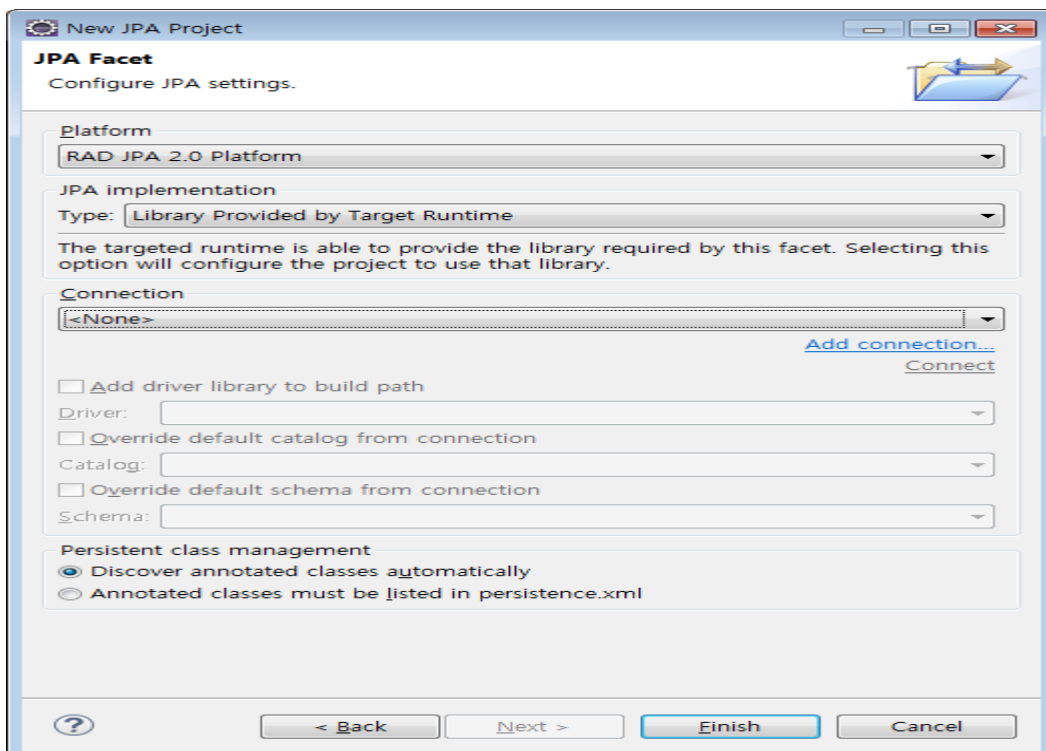 New JPA Project
JPA Facet
Configure JPA settings.
Platform
RAD JPA 2.0 Platform
JPA implementation
Type: Library Provided by Target Runtime
The targeted runtime is able to provide the library required by this facet. Selecting this
option will configure the project to use that library.
Connection
<None>
Add connection...
Connect
Add driver library to build path
Driver:
Override default catalog from connection
Catalog:
Override default schema from connection
Schema:
Persistent class management
Discover annotated classes automatically
Annotated classes must be listed in persistence.xml
? < Back Next > Finish Cancel